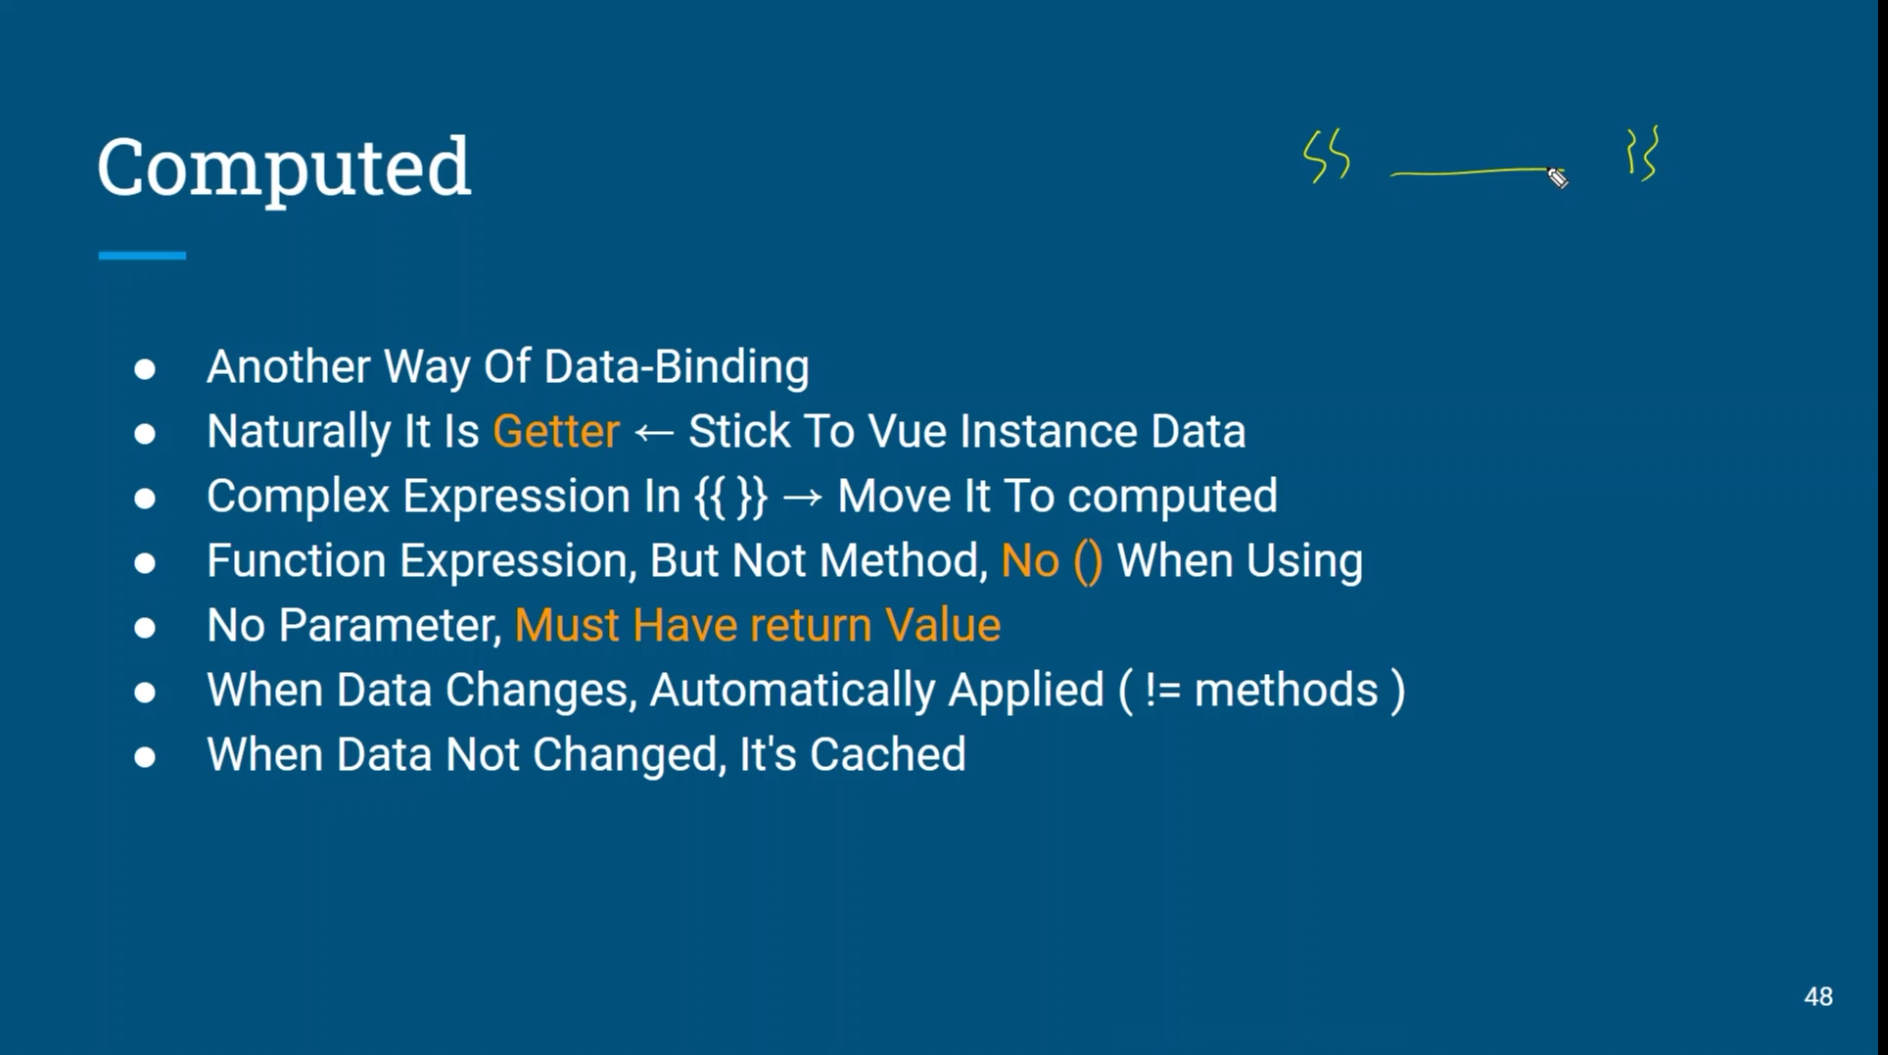 Computed
{{ ____ }}
● Another Way Of Data-Binding
● Naturally It Is Getter ← Stick To Vue Instance Data
● Complex Expression In {{ }} → Move It To computed
● Function Expression, But Not Method, No () When Using
● No Parameter, Must Have return Value
● When Data Changes, Automatically Applied ( != methods )
● When Data Not Changed, It's Cached
48